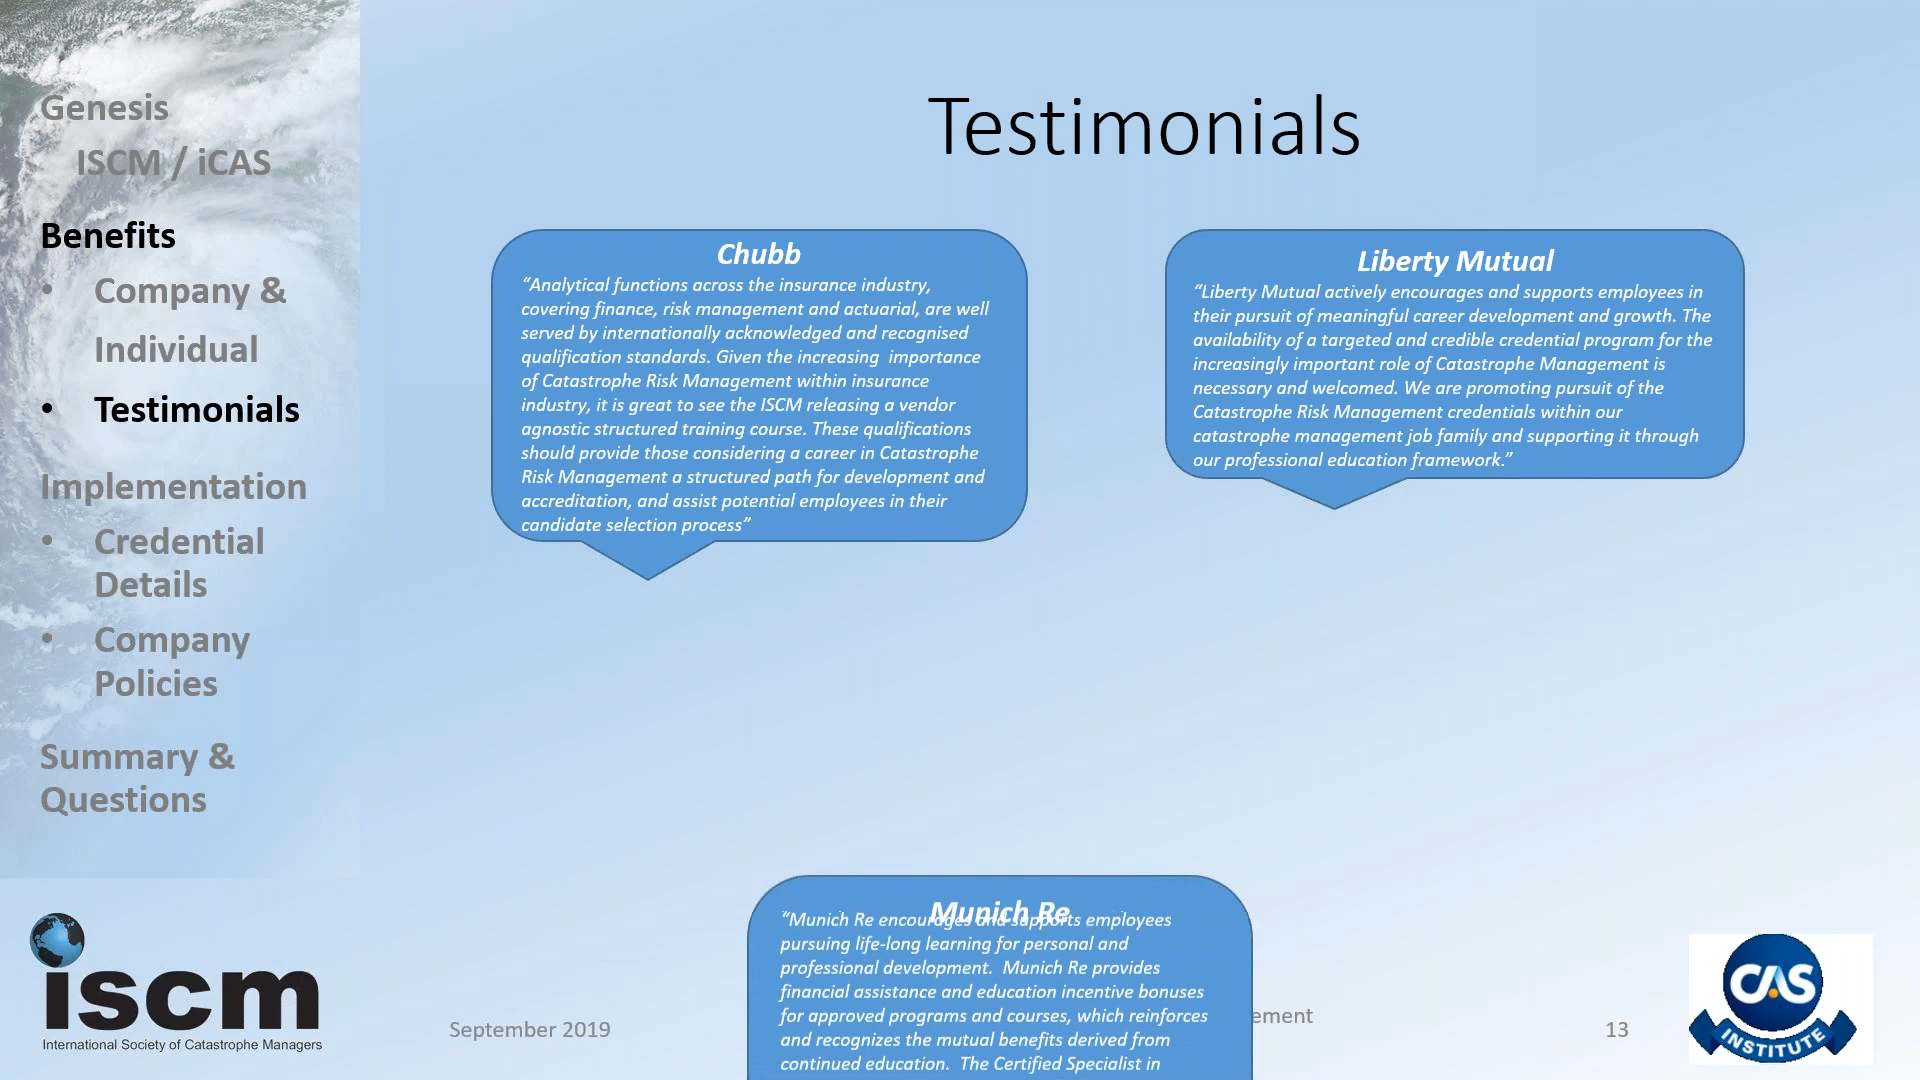 Genesis
ISCM / iCAS
Benefits
• Company &
Individual
• Testimonials
Implementation
• Credential
Details
• Company
Policies
Summary &
Questions
iscm
International Society of Catastrophe Managers
Testimonials
Chubb
“Analytical functions across the insurance industry,
covering finance, risk management and actuarial, are well
served by internationally acknowledged and recognised
qualification standards. Given the increasing  importance
of Catastrophe Risk Management within insurance
industry, it is great to see the ISCM releasing a vendor
agnostic structured training course. These qualifications
should provide those considering a career in Catastrophe
Risk Management a structured path for development and
accreditation, and assist potential employees in their
candidate selection process”
Liberty Mutual
“Liberty Mutual actively encourages and supports employees in
their pursuit of meaningful career development and growth. The
availability of a targeted and credible credential program for the
increasingly important role of Catastrophe Management is
necessary and welcomed. We are promoting pursuit of the
Catastrophe Risk Management credentials within our
catastrophe management job family and supporting it through
our professional education framework.”
Munich Re
“Munich Re encourages and supports employees
pursuing life-long learning for personal and
professional development.  Munich Re provides
financial assistance and education incentive bonuses
for approved programs and courses, which reinforces
and recognizes the mutual benefits derived from
continued education.  The Certified Specialist in
September 2019
ement
13
CAS
INSTITUTE